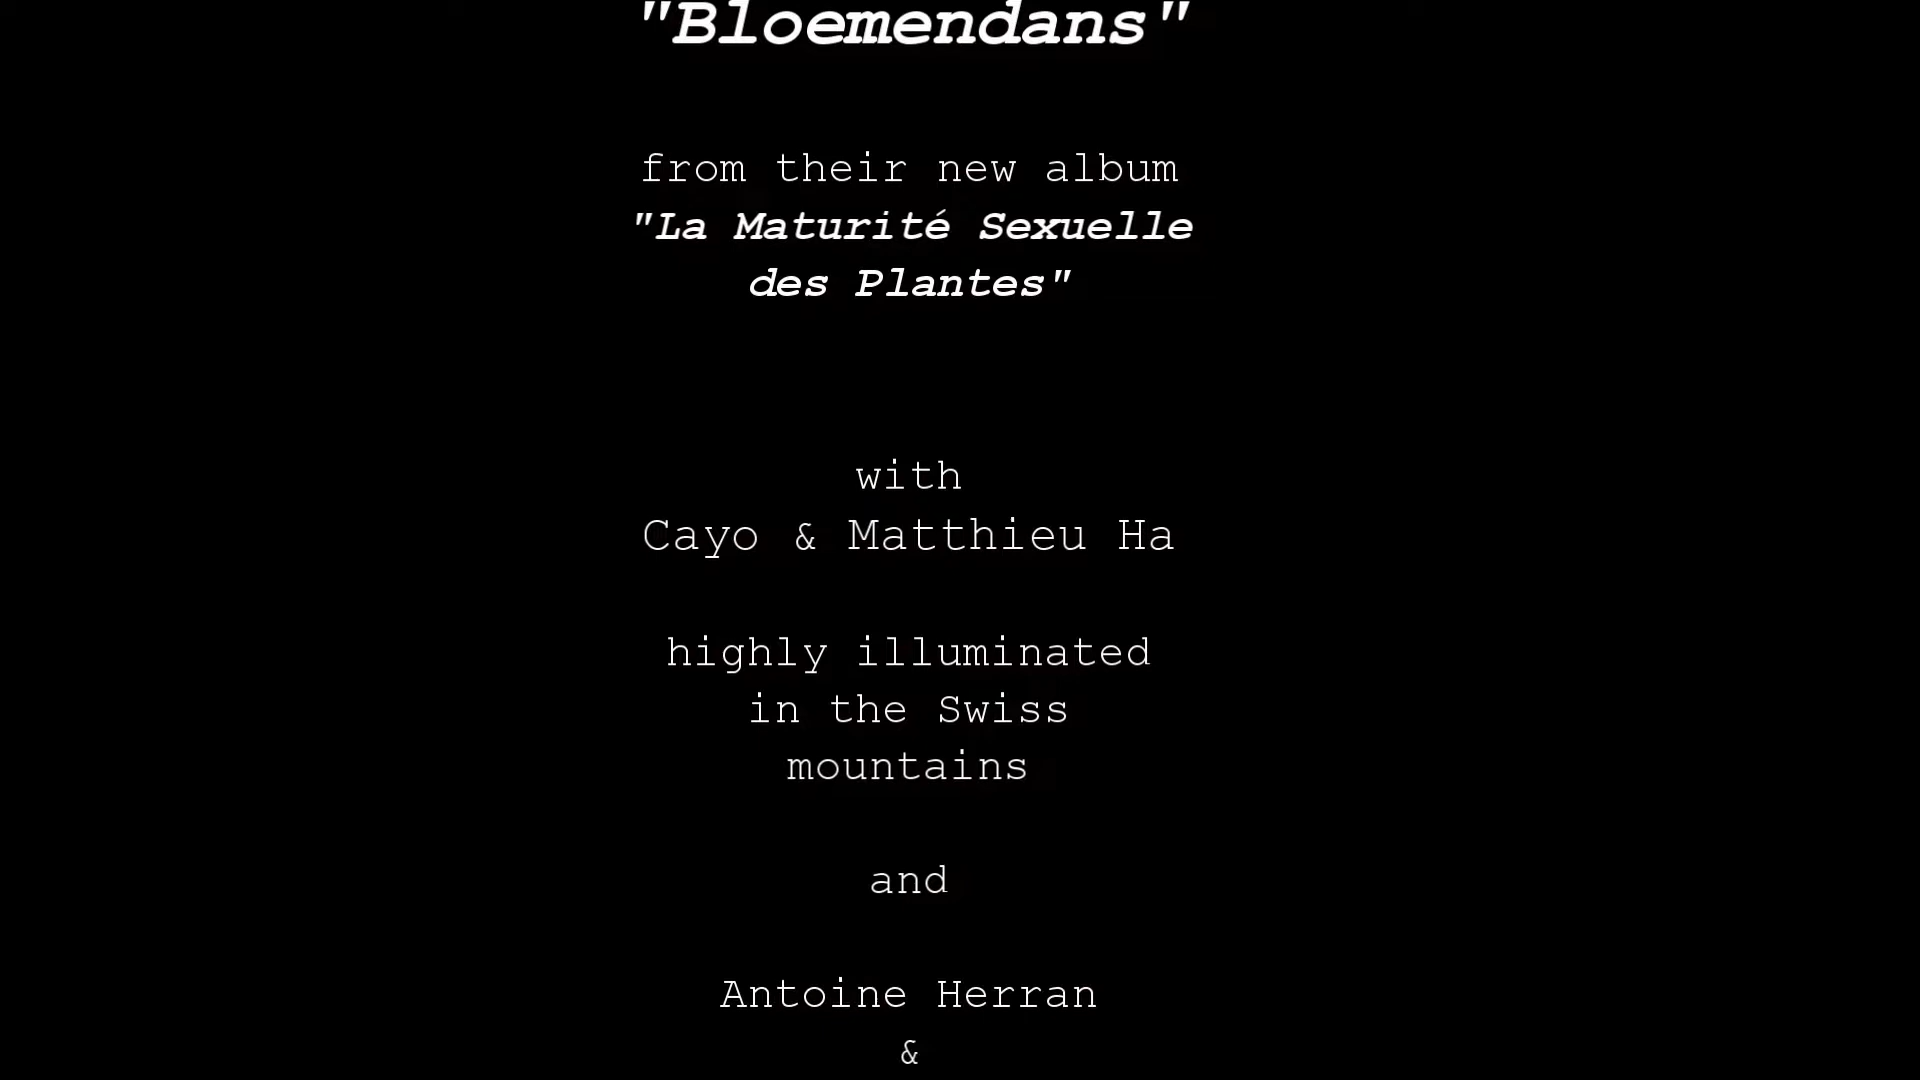 "Bloemendans"
from their new album
"La Maturité Sexuelle
des Plantes"
with
Cayo & Matthieu Ha
highly illuminated
in the Swiss
mountains
and
Antoine Herran
&